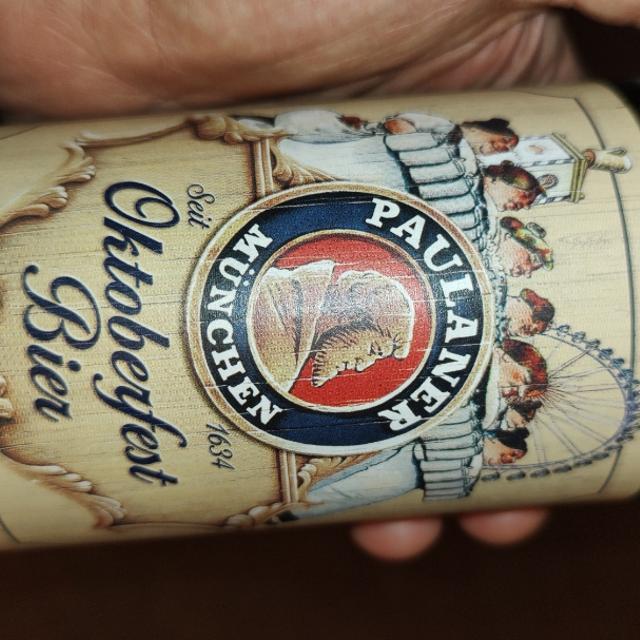 PAULANER
MÜNCHEN
Seit 1634
Oktoberfest
Bier